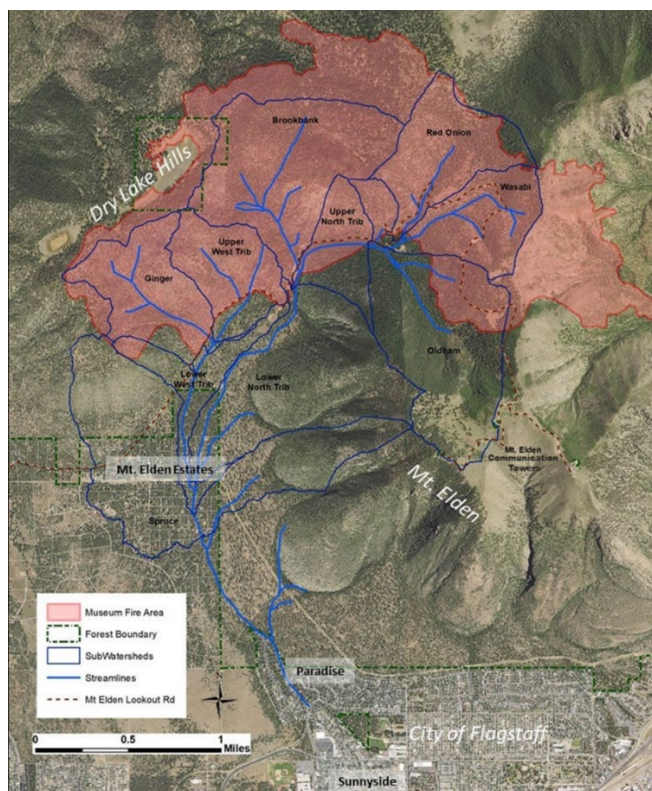 Brookbank
Red Onion
Dry Lake Hills
Wasabi
Upper
North Trib
Upper
West Trib
Ginger
Oldham
Lower
West Trib
Lower
North Trib
Mt. Elden
Communication
Towers
Mt. Elden Estates
Mt. Elden
Spruce
Museum Fire Area
Forest Boundary
SubWatersheds
Streamlines
Mt Elden Lookout Rd
N
0
0.5
1
Miles
Paradise
City of Flagstaff
Sunnyside